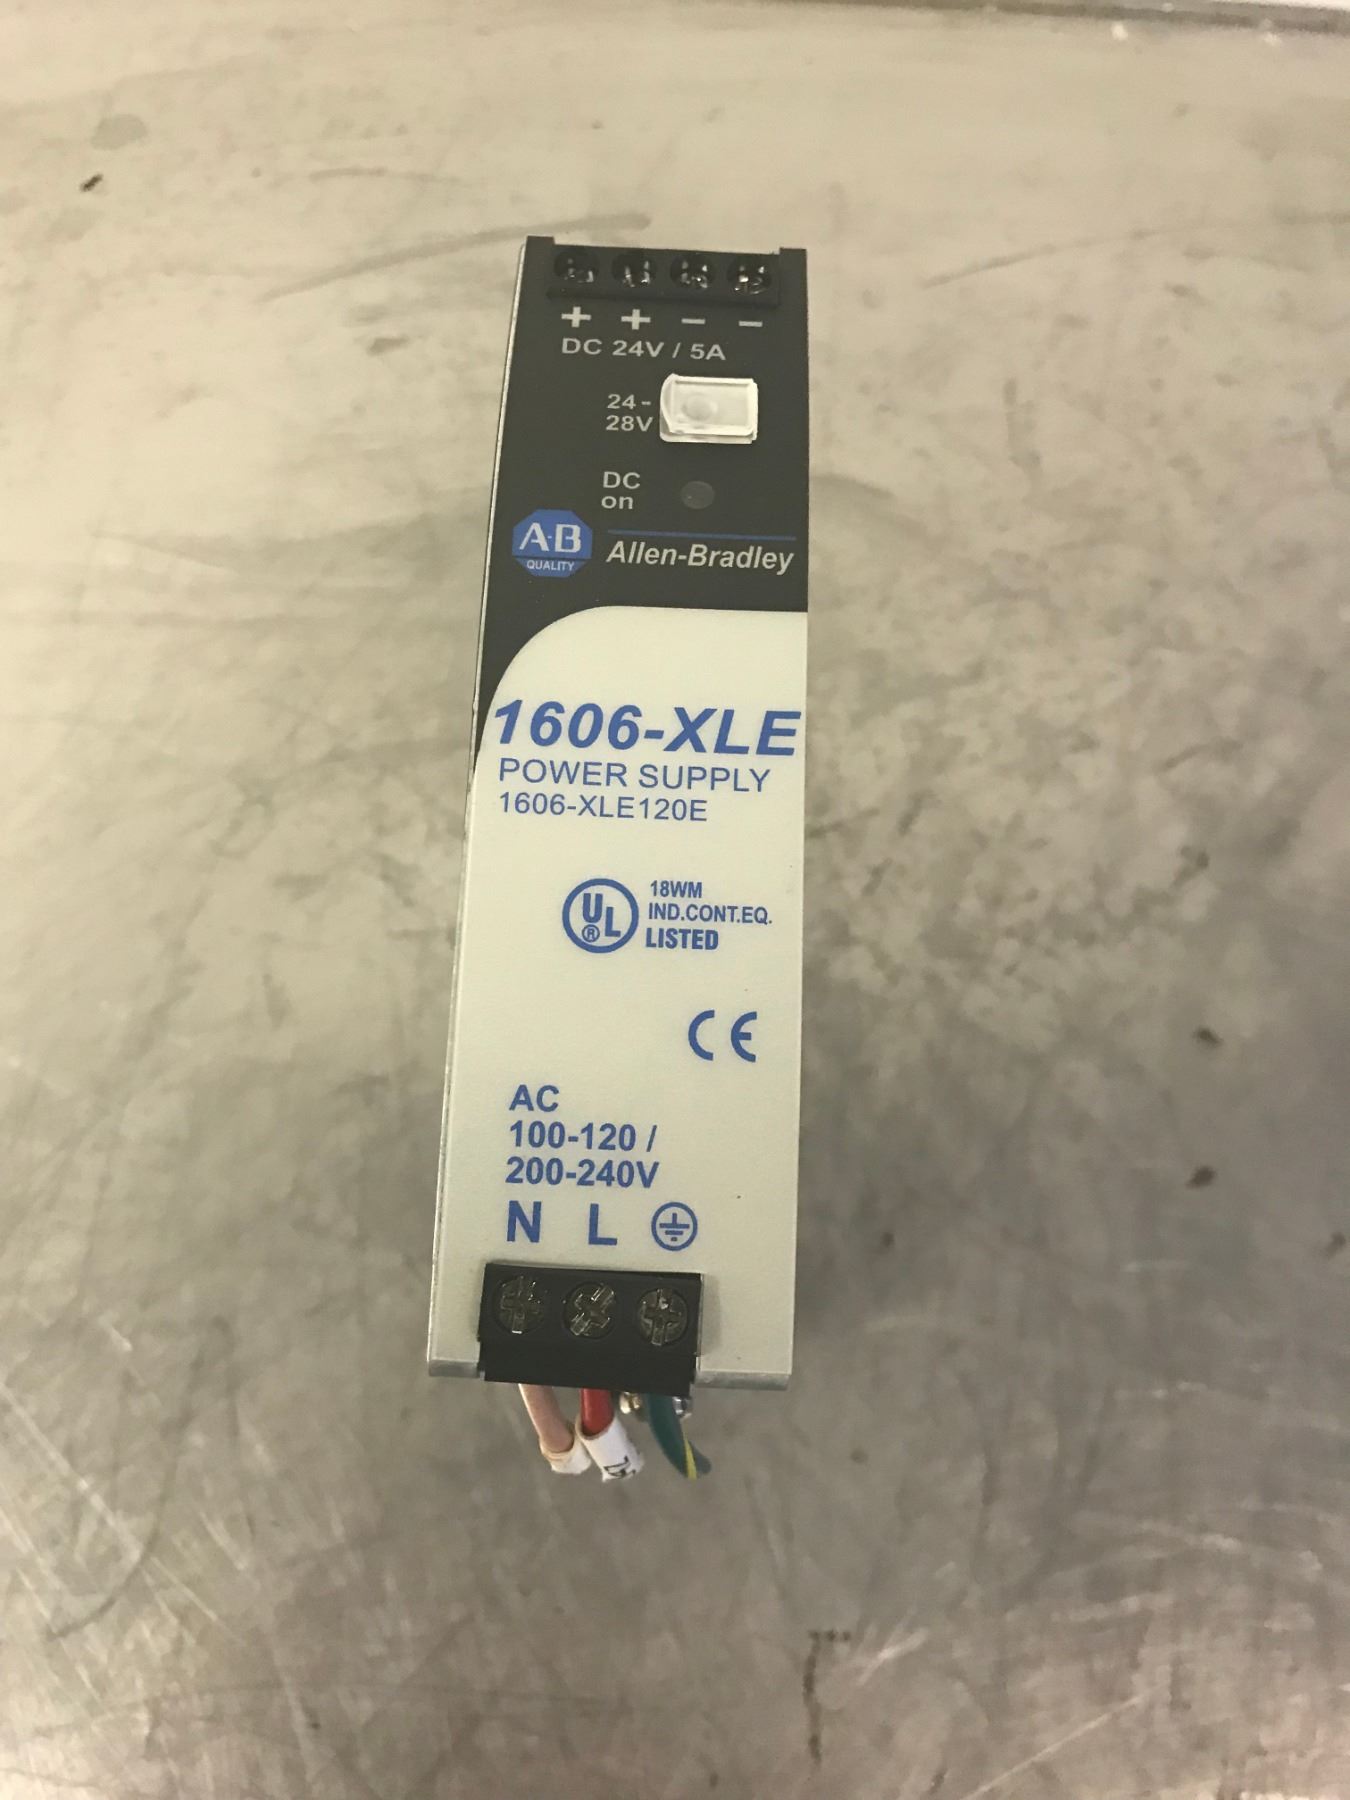 + + − −
DC 24V / 5A
24-
28V
DC
on
A·B
QUALITY
Allen-Bradley
1606-XLE
POWER SUPPLY
1606-XLE120E
UL
®
18WM
IND.CONT.EQ.
LISTED
CE
AC
100-120 /
200-240V
N L